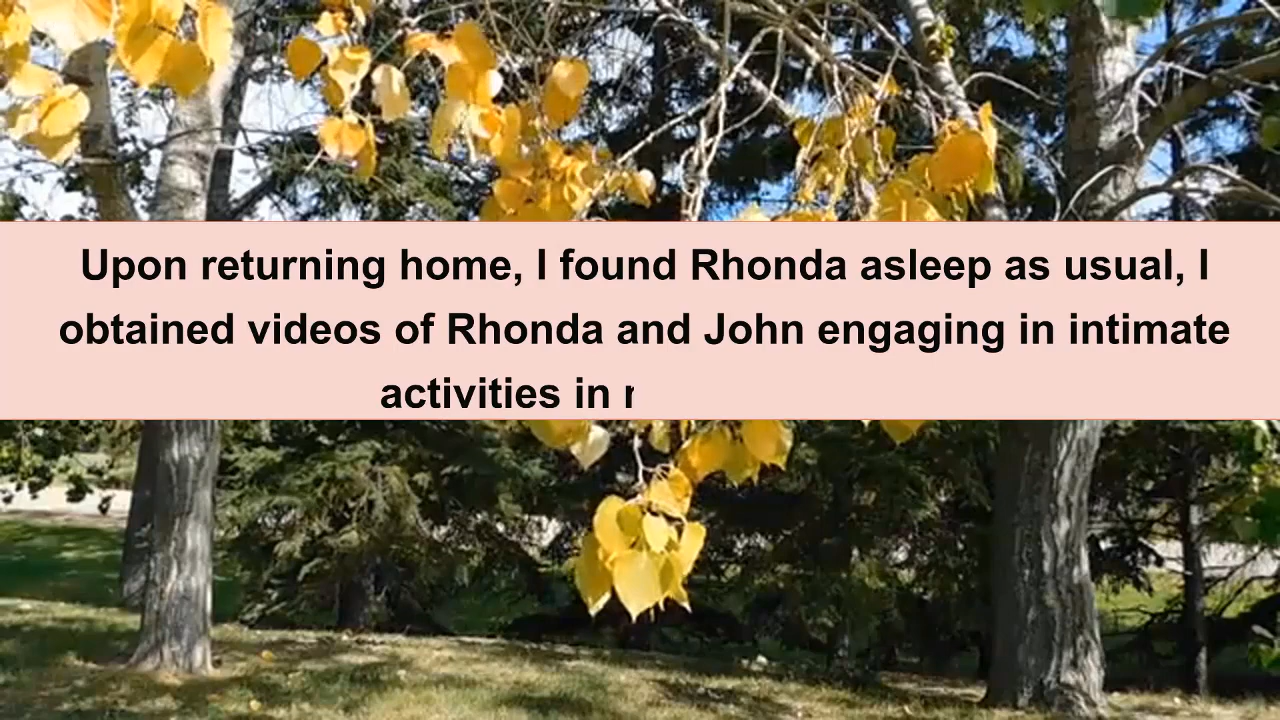 Upon returning home, I found Rhonda asleep as usual, I
obtained videos of Rhonda and John engaging in intimate
activities in